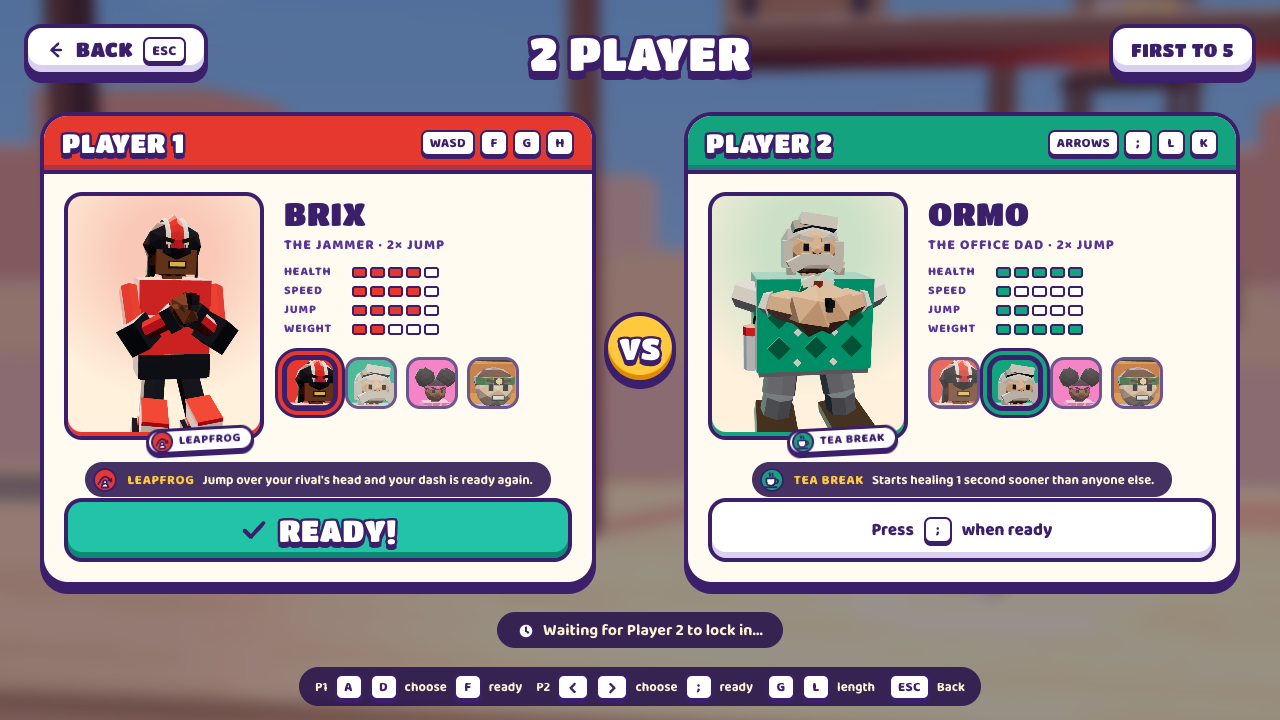 BACK ESC
2 PLAYER
FIRST TO 5
PLAYER 1
WASD F G H
BRIX
THE JAMMER · 2× JUMP
HEALTH
SPEED
JUMP
WEIGHT
LEAPFROG
LEAPFROG Jump over your rival's head and your dash is ready again.
READY!
VS
PLAYER 2
ARROWS ; L K
ORMO
THE OFFICE DAD · 2× JUMP
HEALTH
SPEED
JUMP
WEIGHT
TEA BREAK
TEA BREAK Starts healing 1 second sooner than anyone else.
Press ; when ready
Waiting for Player 2 to lock in...
P1 A D choose F ready P2 < > choose ; ready G L length ESC Back